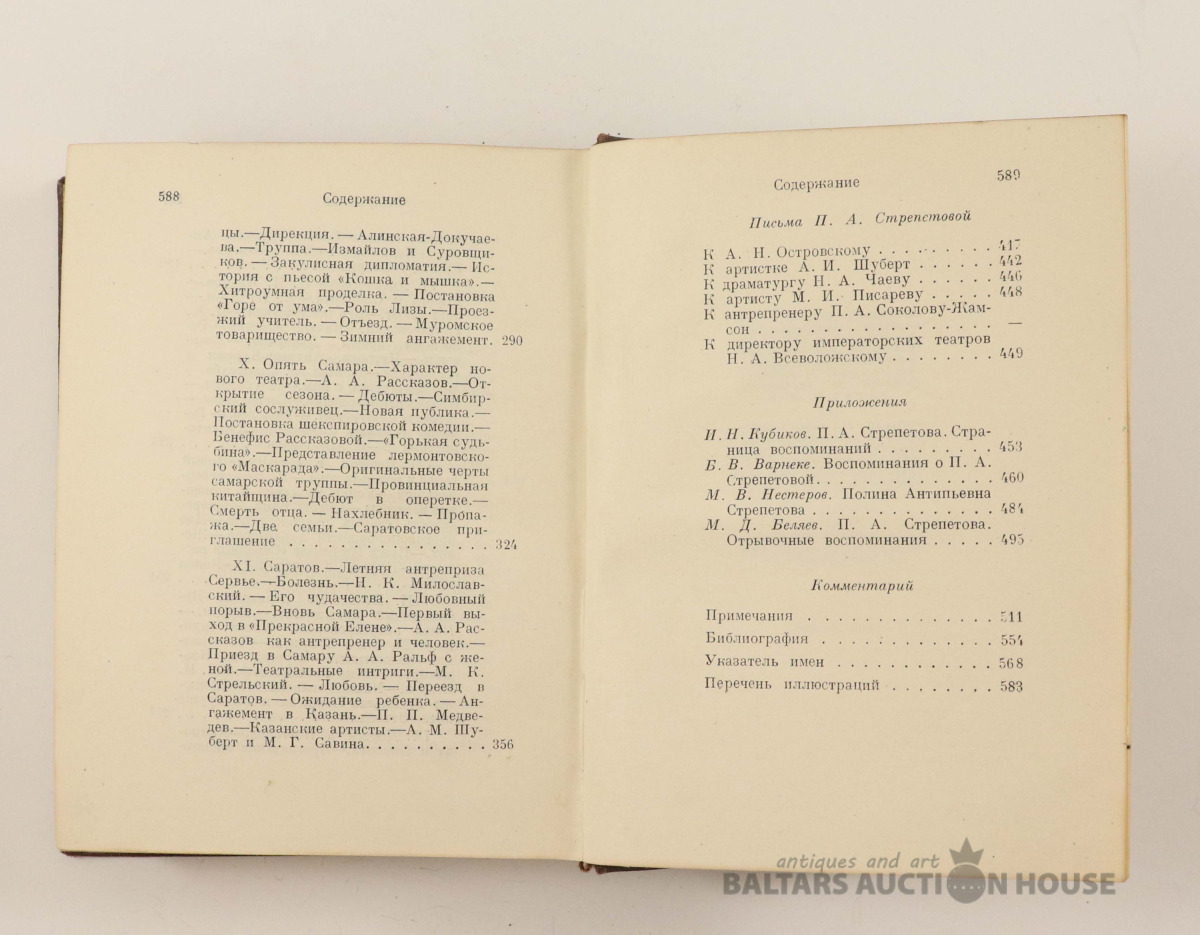 588
Содержание
цы.—Дирекция. — Алинская-Докучае-
ва.—Труппа.—Измайлов и Суровщи-
ков. — Закулисная дипломатия.— Ис-
тория с пьесой «Кошка и мышка».—
Хитроумная проделка. — Постановка
«Горе от ума».—Роль Лизы.—Проез-
жий учитель. — Отъезд. — Муромское
товарищество. — Зимний ангажемент. 290
X. Опять Самара.—Характер но-
вого театра.—А. А. Рассказов.—От-
крытие сезона. — Дебюты.—Симбир-
ский сослуживец.—Новая публика.—
Постановка шекспировской комедии.—
Бенефис Рассказовой.—«Горькая судь-
бина».—Представление лермонтовско-
го «Маскарада».—Оригинальные черты
самарской труппы.—Провинциальная
китайщина.—Дебют в оперетке.—
Смерть отца. — Нахлебник. — Пропа-
жа.—Две семьи.—Саратовское при-
глашение . . . . . . . . . . . . . . . . 324
XI. Саратов.—Летняя антреприза
Сервье.—Болезнь.—Н. К. Милослав-
ский. — Его чудачества. — Любовный
порыв.—Вновь Самара.—Первый вы-
ход в «Прекрасной Елене».—А. А. Рас-
сказов как антрепренер и человек.—
Приезд в Самару А. А. Ральф с же-
ной.—Театральные интриги.—М. К.
Стрельский. — Любовь. — Переезд в
Саратов. — Ожидание ребенка. — Ан-
гажемент в Казань.—П. П. Медве-
дев.—Казанские артисты.—А. М. Шу-
берт и М. Г. Савина. . . . . . . . . . 356
Содержание
589
Письма П. А. Стрепетовой
К А. Н. Островскому . . . . . . . . . 417
К артистке А. И. Шуберт . . . . . . 442
К драматургу Н. А. Чаеву . . . . . . 446
К артисту М. И. Писареву . . . . . 448
К антрепренеру П. А. Соколову-Жам-
сон . . . . . . . . . . . . . . . . . . —
К директору императорских театров
Н. А. Всеволожскому . . . . . . . . 449
Приложения
И. Н. Кубиков. П. А. Стрепетова. Стра-
ница воспоминаний . . . . . . . . . 453
Б. В. Варнеке. Воспоминания о П. А.
Стрепетовой. . . . . . . . . . . . . . 460
М. В. Нестеров. Полина Антипьевна
Стрепетова . . . . . . . . . . . . . . 484
М. Д. Беляев. П. А. Стрепетова.
Отрывочные воспоминания . . . . . 495
Комментарий
Примечания . . . . . . . . . . . . . 511
Библиография . . . . . . . . . . . . 554
Указатель имен . . . . . . . . . . . 568
Перечень иллюстраций . . . . . . . . 583
antiques and art
BALTARS AUCTION HOUSE